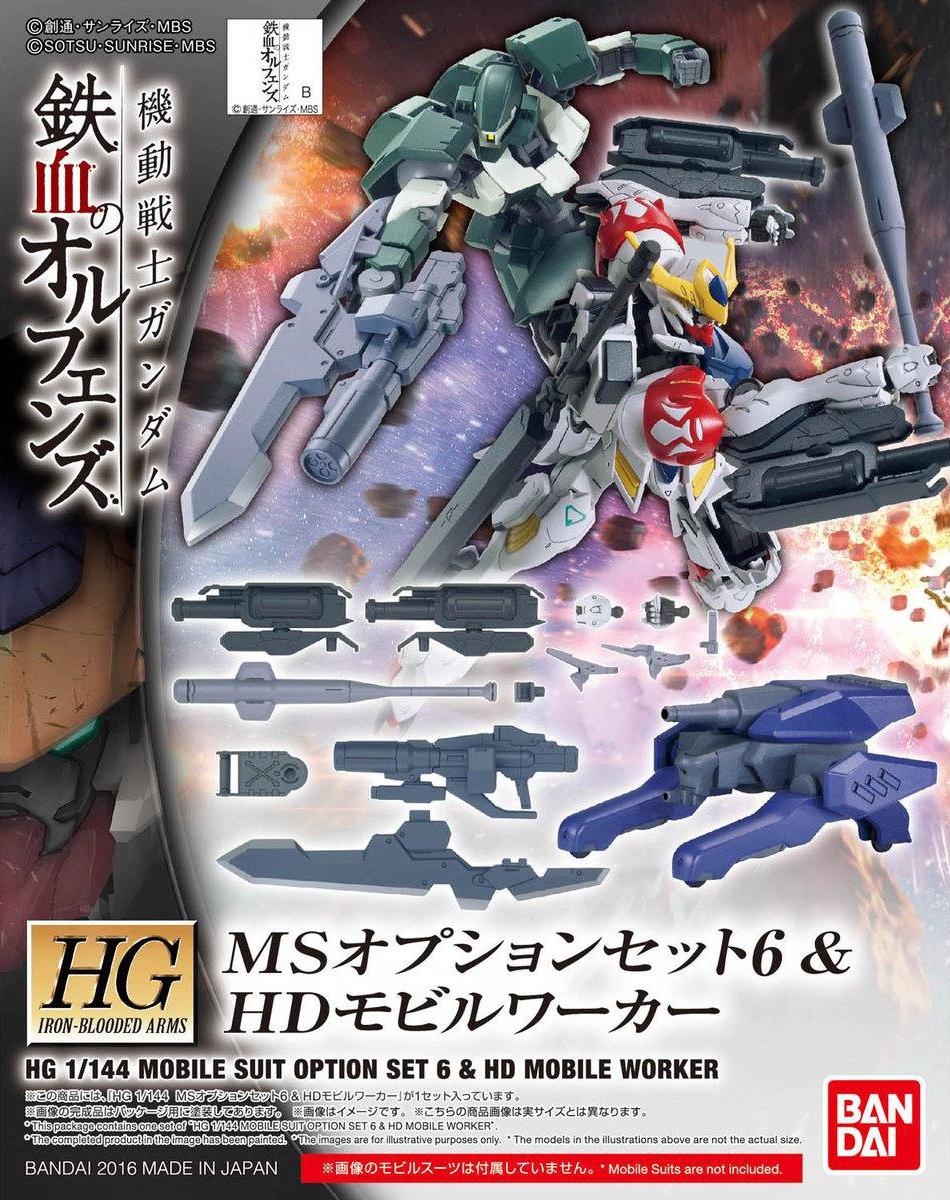 ©創通・サンライズ・MBS
©SOTSU・SUNRISE・MBS
機動戦士ガンダム
鉄血のオルフェンズ
B
©創通・サンライズ・MBS
機動戦士ガンダム
鉄血のオルフェンズ
HG
IRON-BLOODED ARMS
MSオプションセット6 &
HDモビルワーカー
HG 1/144 MOBILE SUIT OPTION SET 6 & HD MOBILE WORKER
※この商品には、「HG 1/144 MSオプションセット6 & HDモビルワーカー」が1セット入っています。
※画像の完成品はパッケージ用に塗装してあります。 ※画像はイメージです。 ※こちらの商品画像は実サイズとは異なります。
* This package contains one set of "HG 1/144 MOBILE SUIT OPTION SET 6 & HD MOBILE WORKER".
* The completed product in the image has been painted. * The images are for illustrative purposes only. * The models in the illustrations above are not the actual size.
BANDAI 2016 MADE IN JAPAN
※画像のモビルスーツは付属していません。 * Mobile Suits are not included.
BAN
DAI